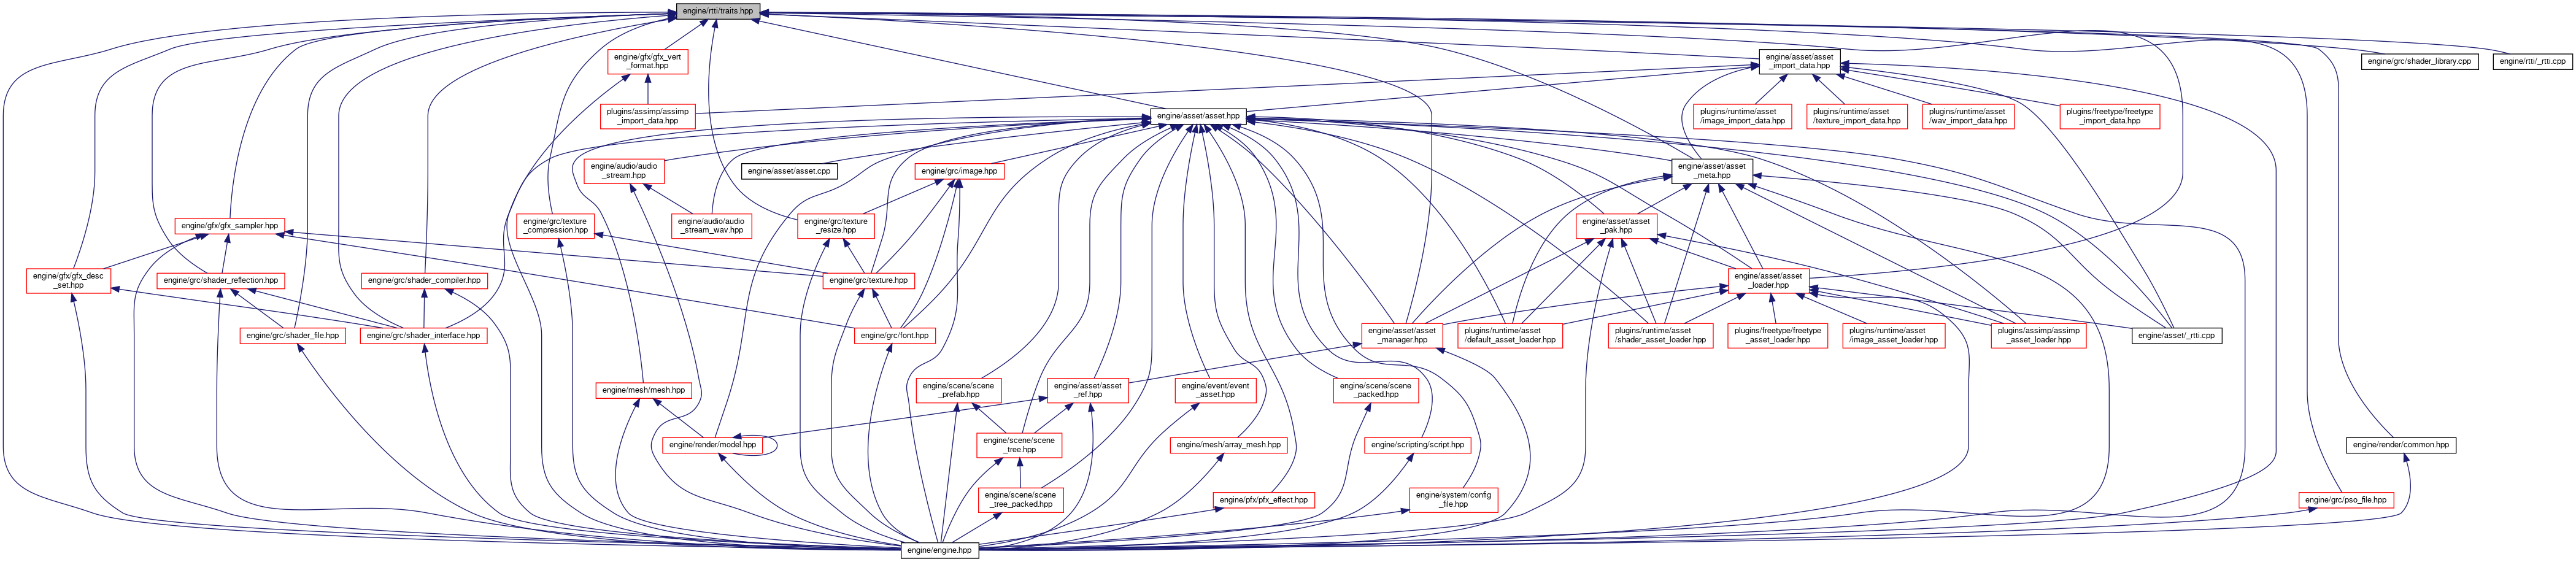 engine/rtti/traits.hpp
engine/gfx/gfx_vert
_format.hpp
engine/asset/asset
_import_data.hpp
engine/grc/shader_library.cpp
engine/rtti/_rtti.cpp
plugins/assimp/assimp
_import_data.hpp
engine/asset/asset.hpp
plugins/runtime/asset
/image_import_data.hpp
plugins/runtime/asset
/texture_import_data.hpp
plugins/runtime/asset
/wav_import_data.hpp
plugins/freetype/freetype
_import_data.hpp
engine/audio/audio
_stream.hpp
engine/asset/asset.cpp
engine/grc/image.hpp
engine/asset/asset
_meta.hpp
engine/gfx/gfx_sampler.hpp
engine/grc/texture
_compression.hpp
engine/audio/audio
_stream_wav.hpp
engine/grc/texture
_resize.hpp
engine/asset/asset
_pak.hpp
engine/gfx/gfx_desc
_set.hpp
engine/grc/shader_reflection.hpp
engine/grc/shader_compiler.hpp
engine/grc/texture.hpp
engine/asset/asset
_loader.hpp
engine/grc/shader_file.hpp
engine/grc/shader_interface.hpp
engine/grc/font.hpp
engine/asset/asset
_manager.hpp
plugins/runtime/asset
/default_asset_loader.hpp
plugins/runtime/asset
/shader_asset_loader.hpp
plugins/freetype/freetype
_asset_loader.hpp
plugins/runtime/asset
/image_asset_loader.hpp
plugins/assimp/assimp
_asset_loader.hpp
engine/asset/_rtti.cpp
engine/mesh/mesh.hpp
engine/scene/scene
_prefab.hpp
engine/asset/asset
_ref.hpp
engine/event/event
_asset.hpp
engine/scene/scene
_packed.hpp
engine/render/model.hpp
engine/scene/scene
_tree.hpp
engine/mesh/array_mesh.hpp
engine/scripting/script.hpp
engine/render/common.hpp
engine/scene/scene
_tree_packed.hpp
engine/pfx/pfx_effect.hpp
engine/system/config
_file.hpp
engine/grc/pso_file.hpp
engine/engine.hpp